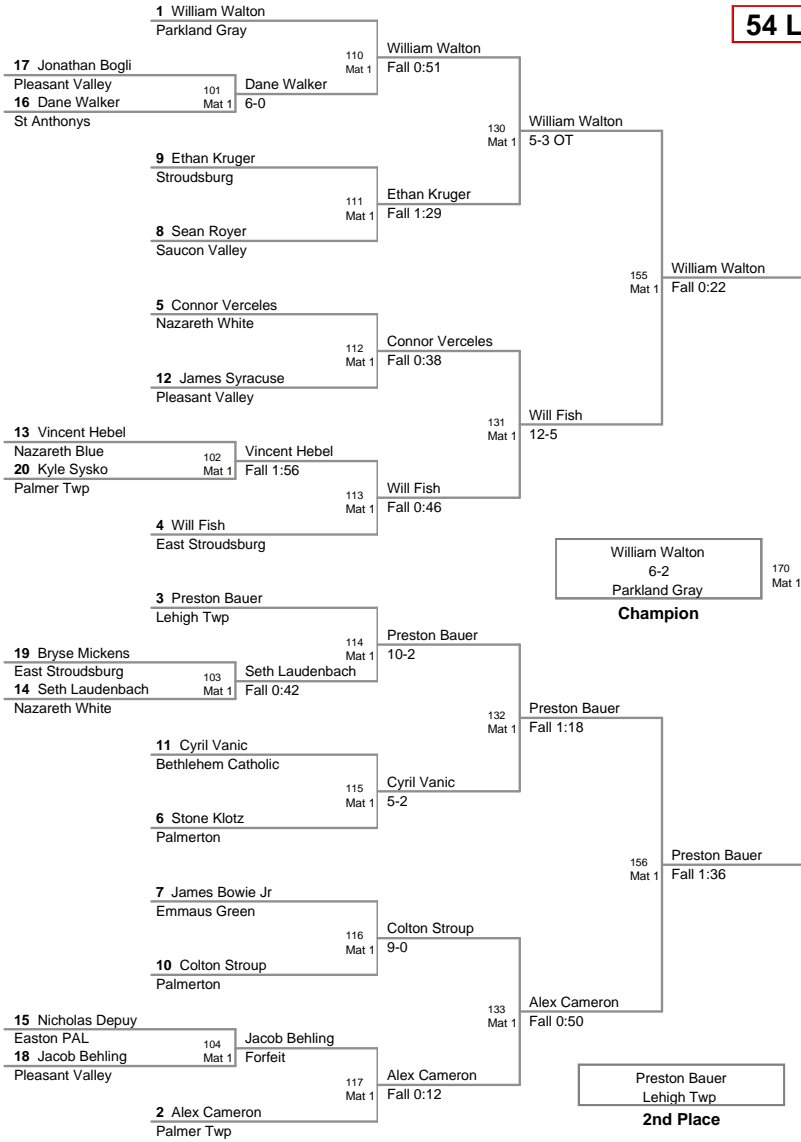 54 L
1 William Walton
Parkland Gray
110
Mat 1
William Walton
Fall 0:51
17 Jonathan Bogli
Pleasant Valley
16 Dane Walker
St Anthonys
101
Mat 1
Dane Walker
6-0
130
Mat 1
William Walton
5-3 OT
9 Ethan Kruger
Stroudsburg
111
Mat 1
Ethan Kruger
Fall 1:29
8 Sean Royer
Saucon Valley
155
Mat 1
William Walton
Fall 0:22
5 Connor Verceles
Nazareth White
112
Mat 1
Connor Verceles
Fall 0:38
12 James Syracuse
Pleasant Valley
131
Mat 1
Will Fish
12-5
13 Vincent Hebel
Nazareth Blue
20 Kyle Sysko
Palmer Twp
102
Mat 1
Vincent Hebel
Fall 1:56
113
Mat 1
Will Fish
Fall 0:46
4 Will Fish
East Stroudsburg
William Walton
6-2
Parkland Gray
Champion
170
Mat 1
3 Preston Bauer
Lehigh Twp
114
Mat 1
Preston Bauer
10-2
19 Bryse Mickens
East Stroudsburg
14 Seth Laudenbach
Nazareth White
103
Mat 1
Seth Laudenbach
Fall 0:42
132
Mat 1
Preston Bauer
Fall 1:18
11 Cyril Vanic
Bethlehem Catholic
115
Mat 1
Cyril Vanic
5-2
6 Stone Klotz
Palmerton
156
Mat 1
Preston Bauer
Fall 1:36
7 James Bowie Jr
Emmaus Green
116
Mat 1
Colton Stroup
9-0
10 Colton Stroup
Palmerton
133
Mat 1
Alex Cameron
Fall 0:50
15 Nicholas Depuy
Easton PAL
18 Jacob Behling
Pleasant Valley
104
Mat 1
Jacob Behling
Forfeit
117
Mat 1
Alex Cameron
Fall 0:12
2 Alex Cameron
Palmer Twp
Preston Bauer
Lehigh Twp
2nd Place